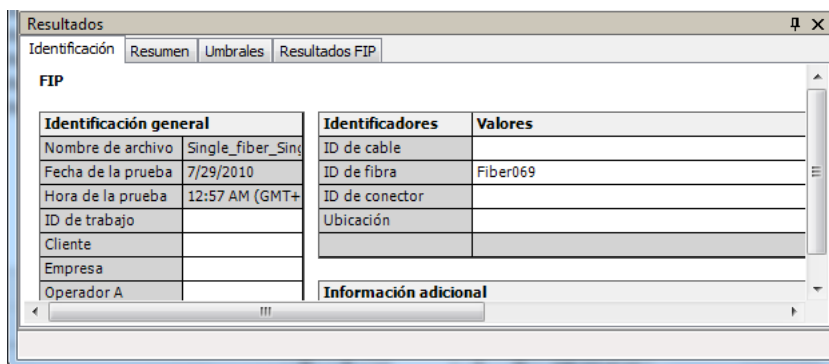 Resultados
Identificación Resumen Umbrales Resultados FIP
FIP
Identificación general
Nombre de archivo Single_fiber_Sing
Fecha de la prueba 7/29/2010
Hora de la prueba 12:57 AM (GMT+
ID de trabajo
Cliente
Empresa
Operador A
Identificadores Valores
ID de cable
ID de fibra Fiber069
ID de conector
Ubicación
Información adicional